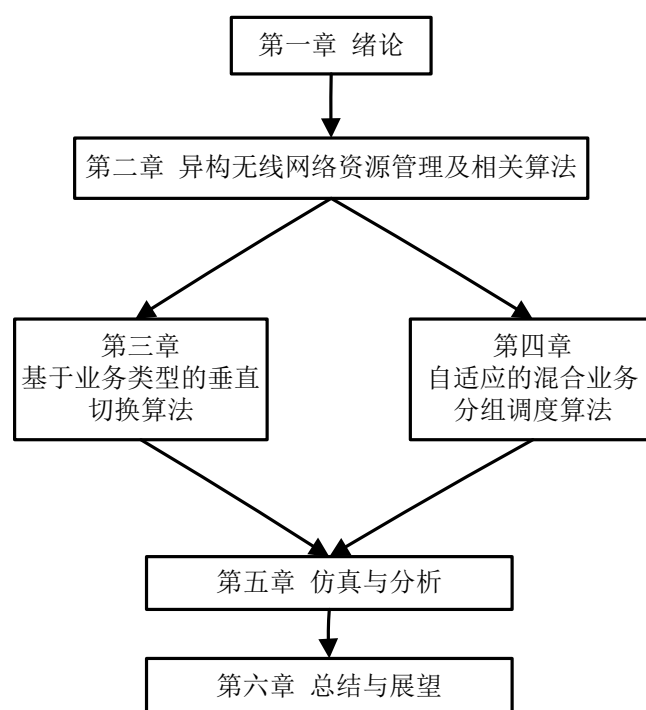 第一章 绪论
第二章 异构无线网络资源管理及相关算法
第三章
基于业务类型的垂直
切换算法
第四章
自适应的混合业务
分组调度算法
第五章 仿真与分析
第六章 总结与展望